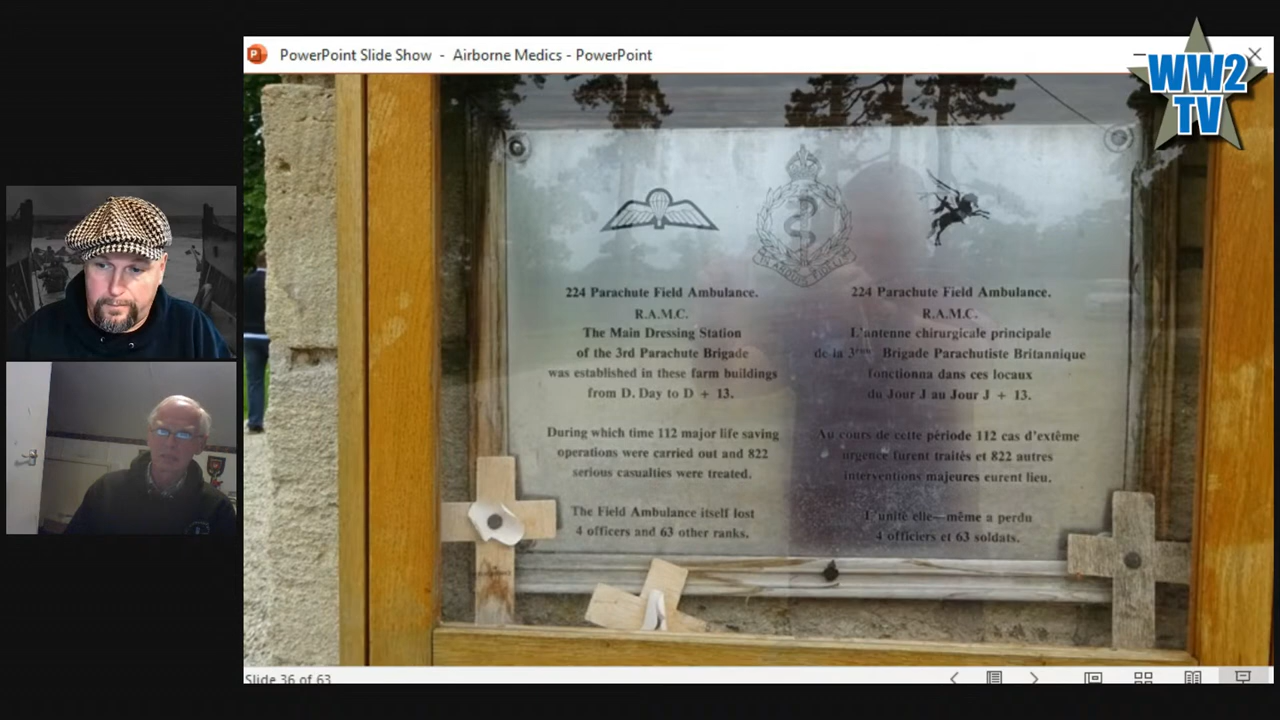 PowerPoint Slide Show - Airborne Medics - PowerPoint
WW2
TV
IN ARDUIS FIDELIS
224 Parachute Field Ambulance.
R.A.M.C.
The Main Dressing Station
of the 3rd Parachute Brigade
was established in these farm buildings
from D. Day to D + 13.
During which time 112 major life saving
operations were carried out and 822
serious casualties were treated.
The Field Ambulance itself lost
4 officers and 63 other ranks.
224 Parachute Field Ambulance.
R.A.M.C.
L'antenne chirurgicale principale
de la 3ème Brigade Parachutiste Britannique
fonctionna dans ces locaux
du Jour J au Jour J + 13.
Au cours de cette période 112 cas d'extême
urgence furent traités et 822 autres
interventions majeures eurent lieu.
L'unité elle—même a perdu
4 officiers et 63 soldats.
Slide 36 of 63